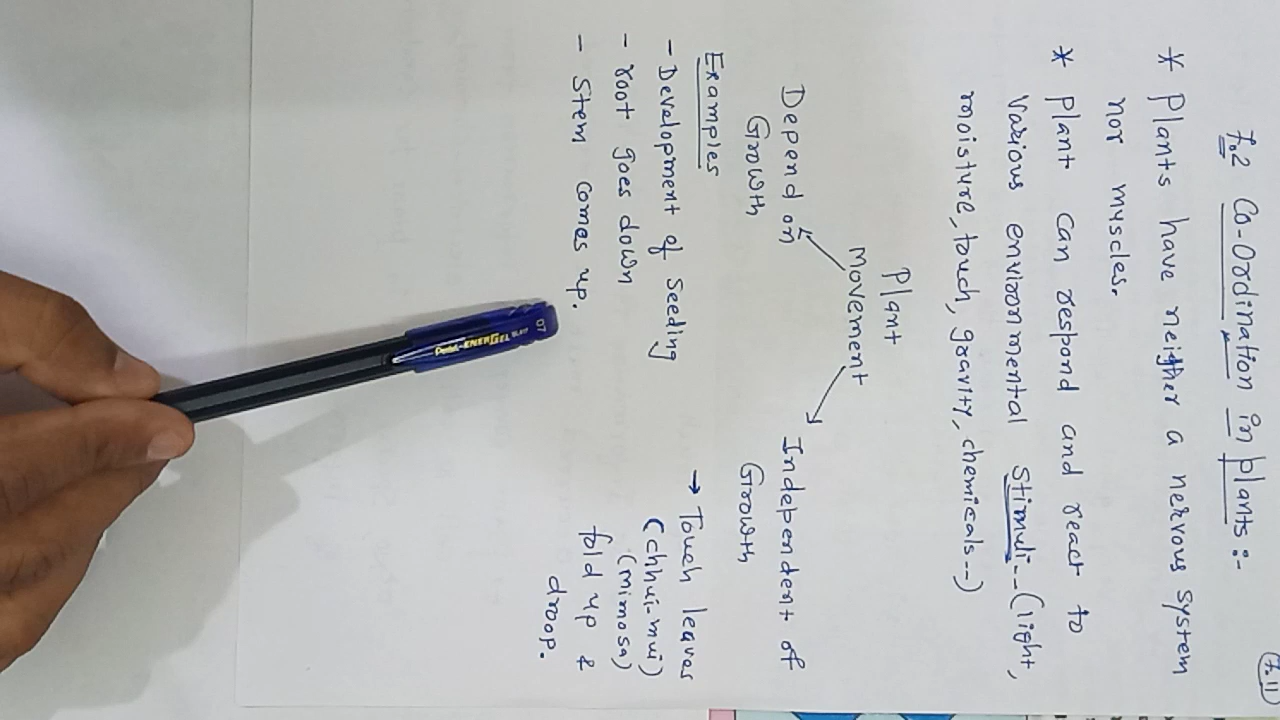 7.11
7.2 Co-Ordination in plants :-
* Plants have neither a nervous system
nor muscles.
* plant can respond and react to
various environmental stimuli -- (light,
moisture, touch, gravity, chemicals --)
Plant
Movement
Depend on
Growth
Independent of
Growth
Examples
- Development of Seeding
- root goes down
- Stem comes up.
→ Touch leaves
(chhui-mui)
(mimosa)
fold up &
droop.
Pentel ENERGEL 07